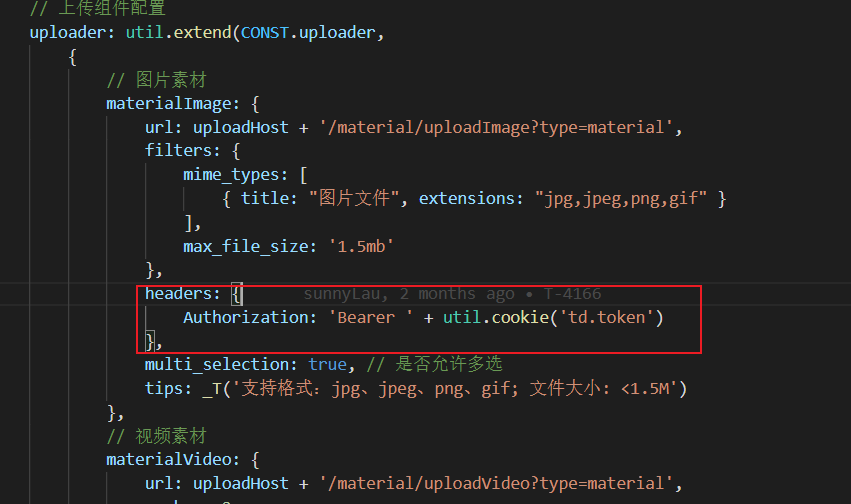 // 上传组件配置
uploader: util.extend(CONST.uploader,
{
// 图片素材
materialImage: {
url: uploadHost + '/material/uploadImage?type=material',
filters: {
mime_types: [
{ title: "图片文件", extensions: "jpg,jpeg,png,gif" }
],
max_file_size: '1.5mb'
},
headers: { sunnyLau, 2 months ago • T-4166
Authorization: 'Bearer ' + util.cookie('td.token')
},
multi_selection: true, // 是否允许多选
tips: _T('支持格式：jpg、jpeg、png、gif; 文件大小: <1.5M')
},
// 视频素材
materialVideo: {
url: uploadHost + '/material/uploadVideo?type=material',